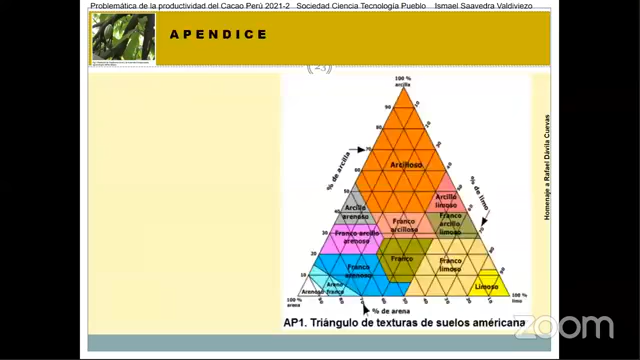 Problemática de la productividad del Cacao Perú 2021-2   Sociedad Ciencia Tecnología Pueblo   Ismael Saavedra Valdiviezo
APENDICE
23
100 %
arcilla
% de arcilla
% de limo
Arcilloso
Arcillo
limoso
Arcillo
arenoso
Franco
arcilloso
Franco
arcillo
limoso
Franco arcillo
arenoso
Franco
Franco
limoso
Franco
arenoso
Arena
franca
Arenoso
Limoso
100 %
arena
100 %
limo
% de arena
AP1. Triángulo de texturas de suelos américana
Homenaje a Rafael Dávila Cuevas
zoom